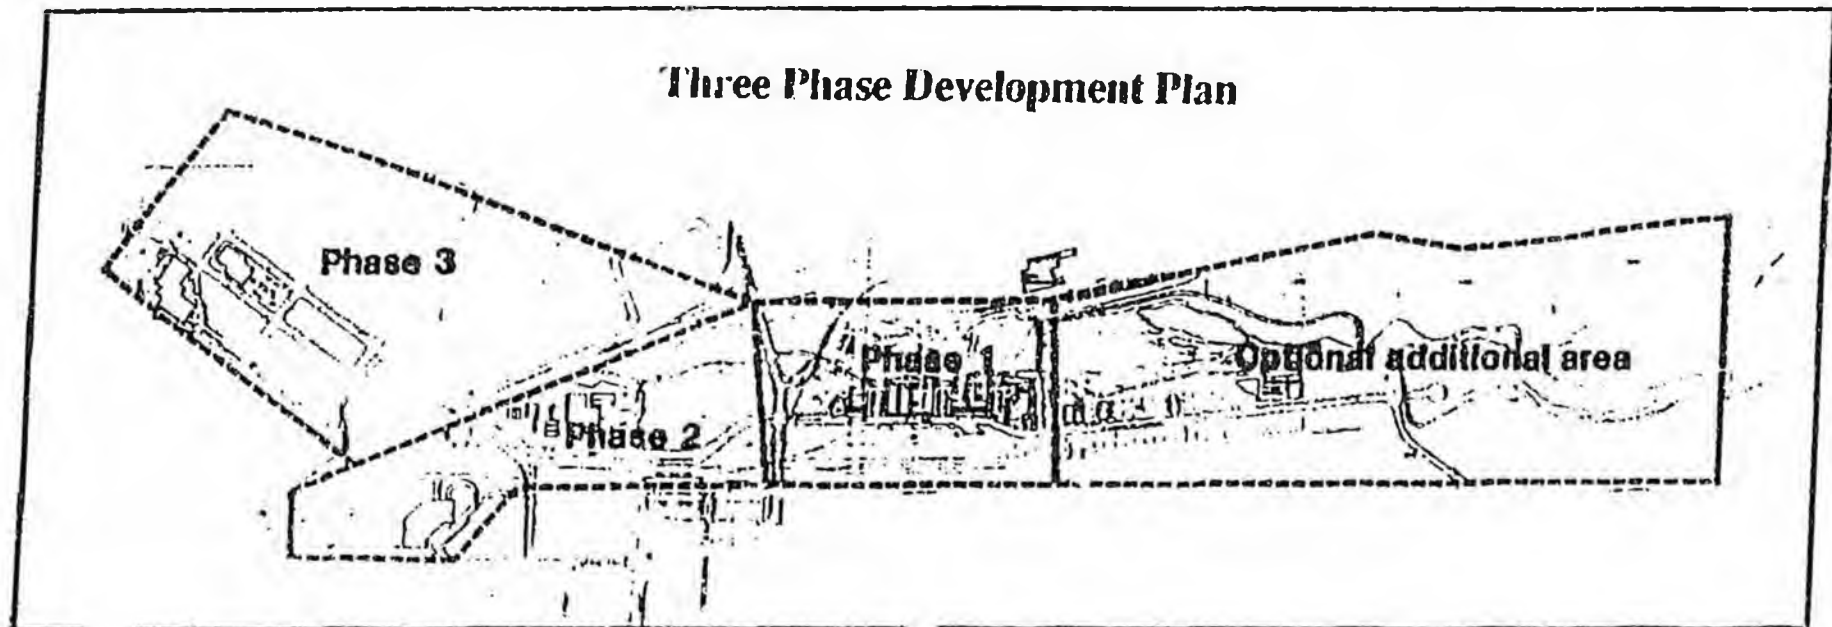 Three Phase Development Plan
Phase 3
Phase 1
Optional additional area
Phase 2